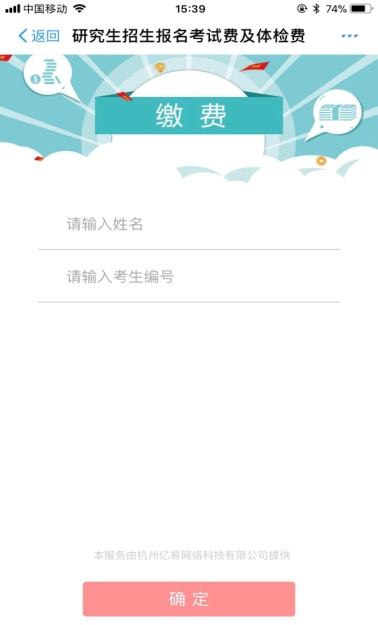 中国移动 15:39 74%
返回 研究生招生报名考试费及体检费
缴 费
请输入姓名
请输入考生编号
本服务由杭州亿易网络科技有限公司提供
确 定